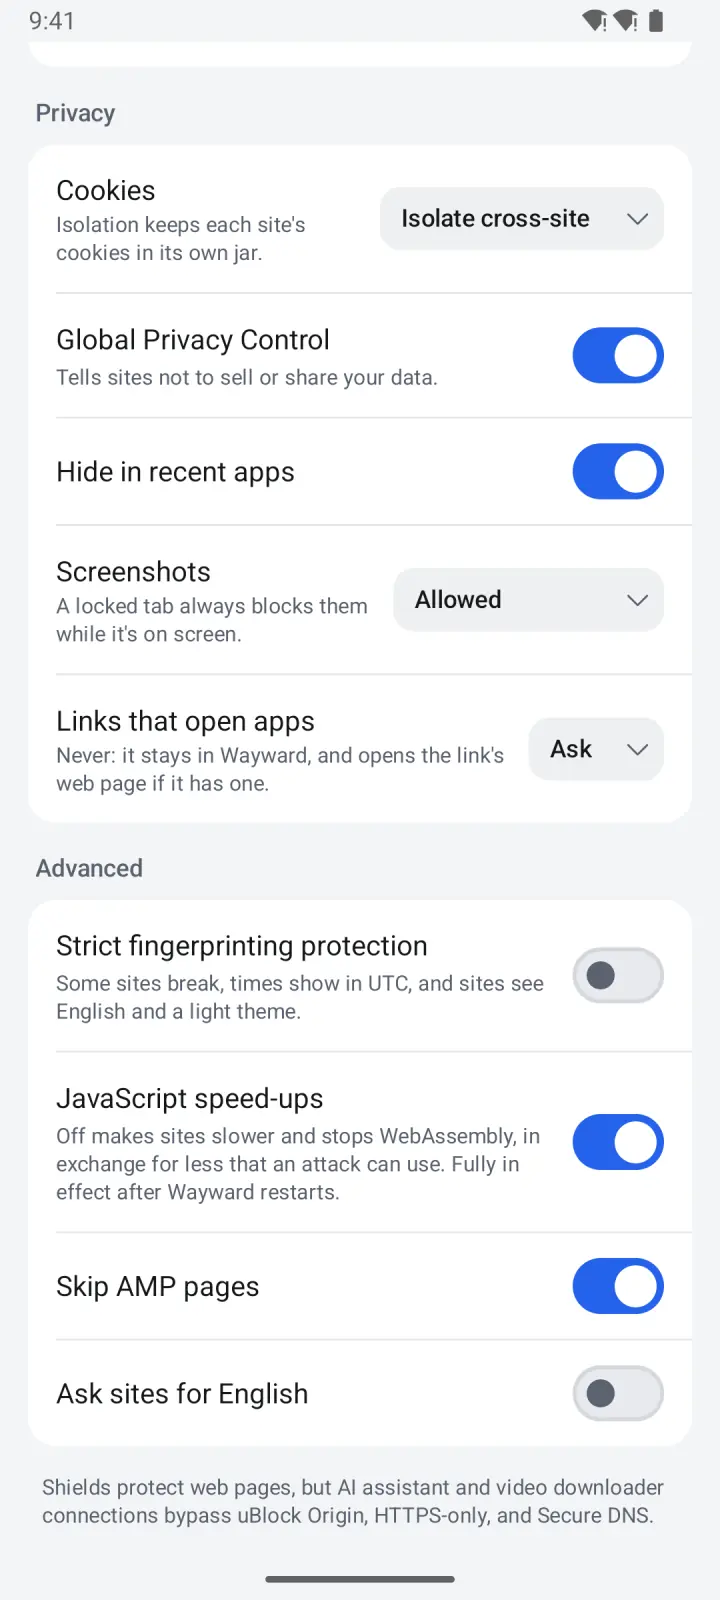 9:41
Privacy
Cookies
Isolation keeps each site's
cookies in its own jar.
Isolate cross-site
Global Privacy Control
Tells sites not to sell or share your data.
Hide in recent apps
Screenshots
A locked tab always blocks them
while it's on screen.
Allowed
Links that open apps
Never: it stays in Wayward, and opens the link's
web page if it has one.
Ask
Advanced
Strict fingerprinting protection
Some sites break, times show in UTC, and sites see
English and a light theme.
JavaScript speed-ups
Off makes sites slower and stops WebAssembly, in
exchange for less that an attack can use. Fully in
effect after Wayward restarts.
Skip AMP pages
Ask sites for English
Shields protect web pages, but AI assistant and video downloader
connections bypass uBlock Origin, HTTPS-only, and Secure DNS.